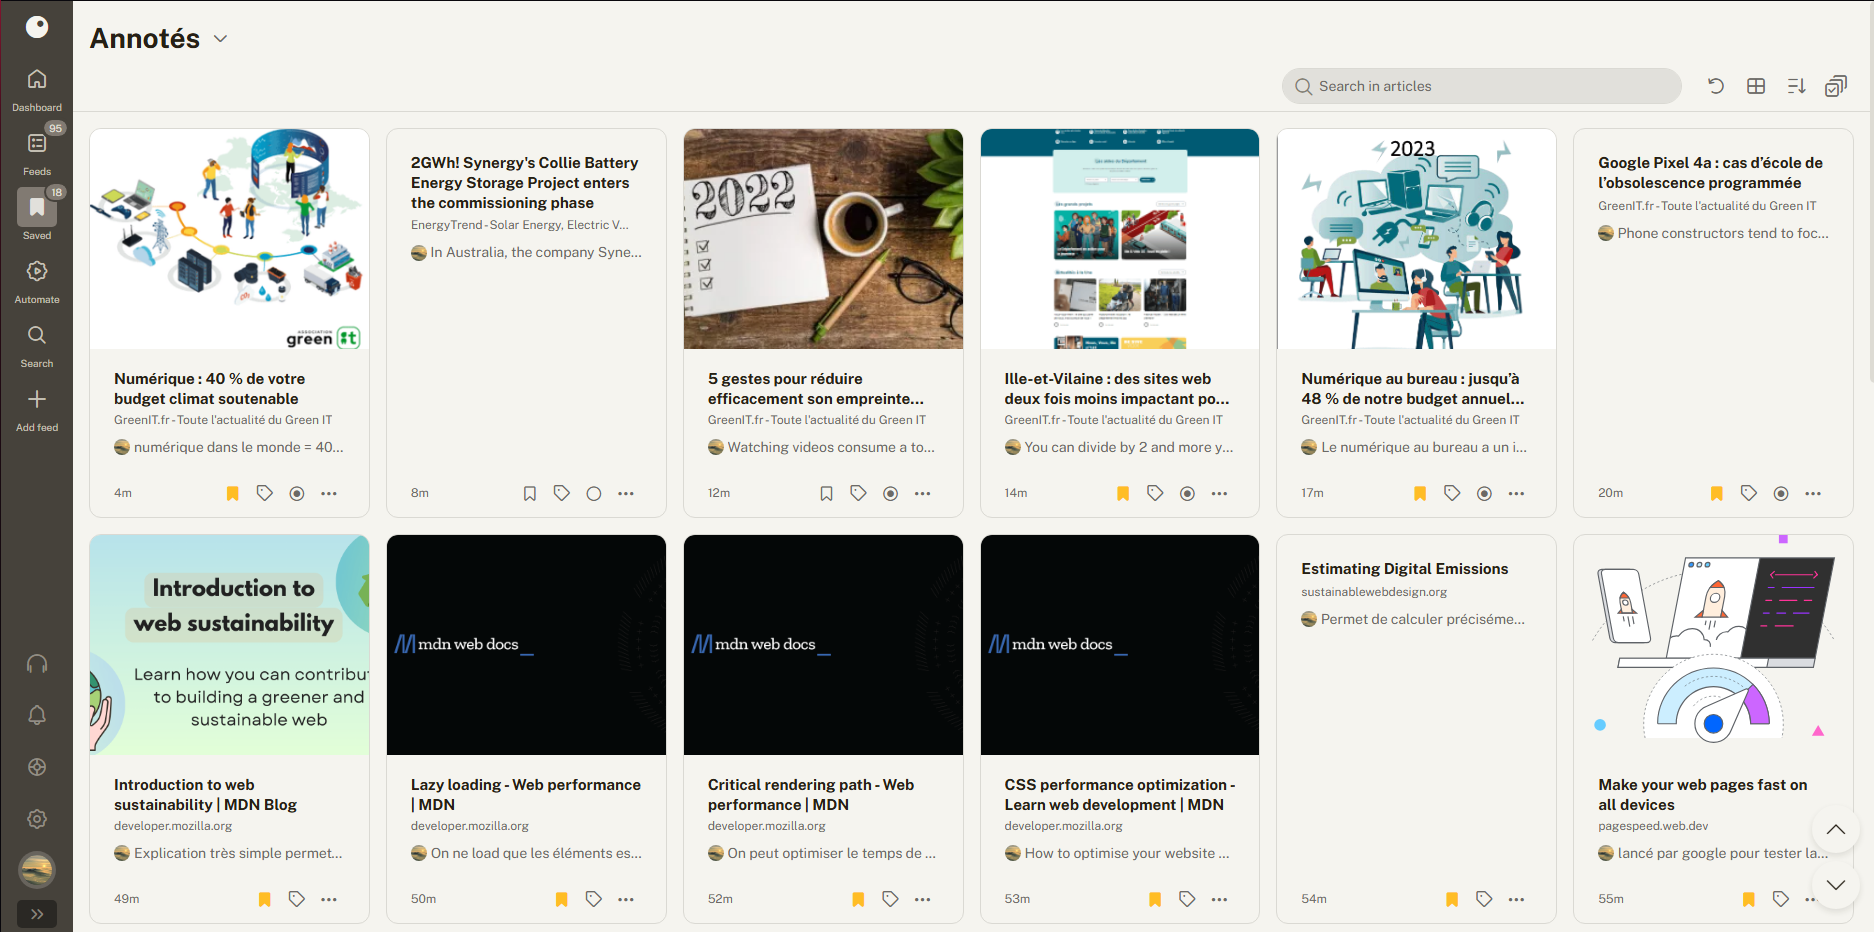 Annotés
Search in articles
Dashboard
95
Feeds
18
Saved
Automate
Search
Add feed
ASSOCIATION
green it
Numérique : 40 % de votre
budget climat soutenable
GreenIT.fr - Toute l'actualité du Green IT
numérique dans le monde = 40...
4m
2GWh! Synergy's Collie Battery
Energy Storage Project enters
the commissioning phase
EnergyTrend - Solar Energy, Electric V...
In Australia, the company Syne...
8m
2022
5 gestes pour réduire
efficacement son empreinte...
GreenIT.fr - Toute l'actualité du Green IT
Watching videos consume a to...
12m
Ille-et-Vilaine : des sites web
deux fois moins impactant po...
GreenIT.fr - Toute l'actualité du Green IT
You can divide by 2 and more y...
14m
2023
Numérique au bureau : jusqu’à
48 % de notre budget annuel...
GreenIT.fr - Toute l'actualité du Green IT
Le numérique au bureau a un i...
17m
Google Pixel 4a : cas d’école de
l’obsolescence programmée
GreenIT.fr - Toute l'actualité du Green IT
Phone constructors tend to foc...
20m
Introduction to
web sustainability
Learn how you can contribu
to building a greener and
sustainable web
Introduction to web
sustainability | MDN Blog
developer.mozilla.org
Explication très simple permet...
49m
mdn web docs_
Lazy loading - Web performance
| MDN
developer.mozilla.org
On ne load que les éléments es...
50m
mdn web docs_
Critical rendering path - Web
performance | MDN
developer.mozilla.org
On peut optimiser le temps de ...
52m
mdn web docs_
CSS performance optimization -
Learn web development | MDN
developer.mozilla.org
How to optimise your website ...
53m
Estimating Digital Emissions
sustainablewebdesign.org
Permet de calculer préciséme...
54m
Make your web pages fast on
all devices
pagespeed.web.dev
lancé par google pour tester la...
55m